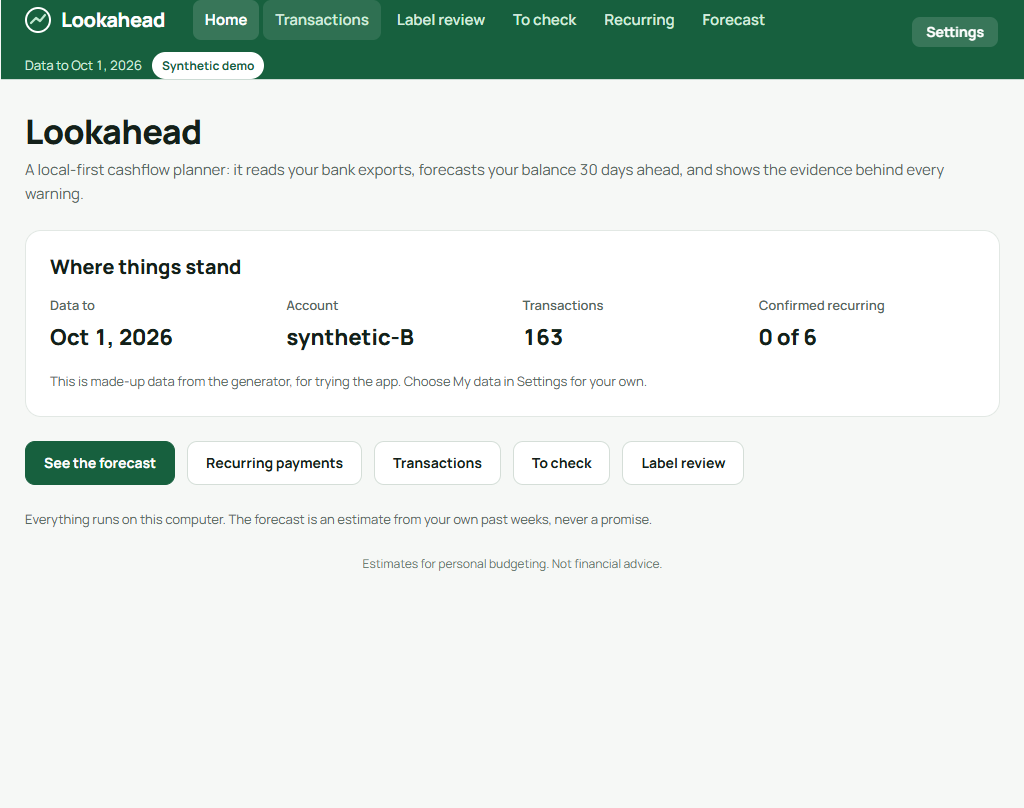 Lookahead
Home
Transactions
Label review
To check
Recurring
Forecast
Settings
Data to Oct 1, 2026
Synthetic demo
Lookahead
A local-first cashflow planner: it reads your bank exports, forecasts your balance 30 days ahead, and shows the evidence behind every
warning.
Where things stand
Data to
Account
Transactions
Confirmed recurring
Oct 1, 2026
synthetic-B
163
0 of 6
This is made-up data from the generator, for trying the app. Choose My data in Settings for your own.
See the forecast
Recurring payments
Transactions
To check
Label review
Everything runs on this computer. The forecast is an estimate from your own past weeks, never a promise.
Estimates for personal budgeting. Not financial advice.